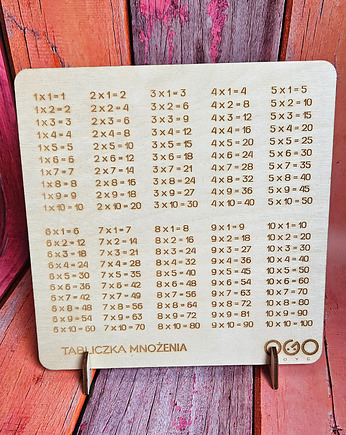 1 x 1 = 1 2 x 1 = 2 3 x 1 = 3 4 x 1 = 4 5 x 1 = 5
1 x 2 = 2 2 x 2 = 4 3 x 2 = 6 4 x 2 = 8 5 x 2 = 10
1 x 3 = 3 2 x 3 = 6 3 x 3 = 9 4 x 3 = 12 5 x 3 = 15
1 x 4 = 4 2 x 4 = 8 3 x 4 = 12 4 x 4 = 16 5 x 4 = 20
1 x 5 = 5 2 x 5 = 10 3 x 5 = 15 4 x 5 = 20 5 x 5 = 25
1 x 6 = 6 2 x 6 = 12 3 x 6 = 18 4 x 6 = 24 5 x 6 = 30
1 x 7 = 7 2 x 7 = 14 3 x 7 = 21 4 x 7 = 28 5 x 7 = 35
1 x 8 = 8 2 x 8 = 16 3 x 8 = 24 4 x 8 = 32 5 x 8 = 40
1 x 9 = 9 2 x 9 = 18 3 x 9 = 27 4 x 9 = 36 5 x 9 = 45
1 x 10 = 10 2 x 10 = 20 3 x 10 = 30 4 x 10 = 40 5 x 10 = 50
6 x 1 = 6 7 x 1 = 7 8 x 1 = 8 9 x 1 = 9 10 x 1 = 10
6 x 2 = 12 7 x 2 = 14 8 x 2 = 16 9 x 2 = 18 10 x 2 = 20
6 x 3 = 18 7 x 3 = 21 8 x 3 = 24 9 x 3 = 27 10 x 3 = 30
6 x 4 = 24 7 x 4 = 28 8 x 4 = 32 9 x 4 = 36 10 x 4 = 40
6 x 5 = 30 7 x 5 = 35 8 x 5 = 40 9 x 5 = 45 10 x 5 = 50
6 x 6 = 36 7 x 6 = 42 8 x 6 = 48 9 x 6 = 54 10 x 6 = 60
6 x 7 = 42 7 x 7 = 49 8 x 7 = 56 9 x 7 = 63 10 x 7 = 70
6 x 8 = 48 7 x 8 = 56 8 x 8 = 64 9 x 8 = 72 10 x 8 = 80
6 x 9 = 54 7 x 9 = 63 8 x 9 = 72 9 x 9 = 81 10 x 9 = 90
6 x 10 = 60 7 x 10 = 70 8 x 10 = 80 9 x 10 = 90 10 x 10 = 100
TABLICZKA MNOŻENIA
OGO